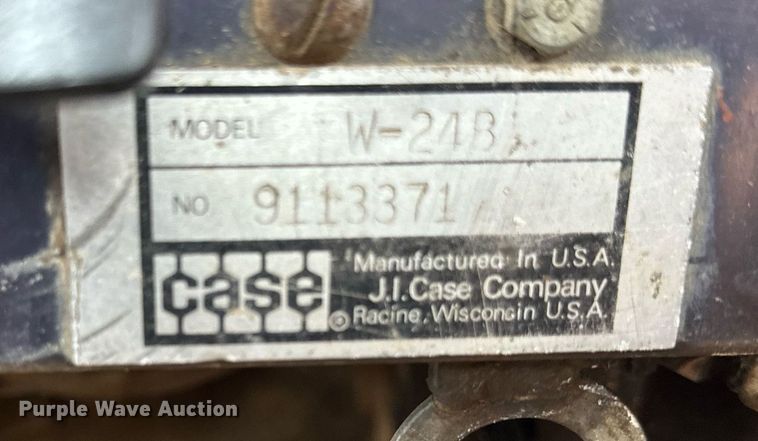 MODEL W-24B
NO. 9113371
case
Manufactured In U.S.A.
J.I.Case Company
© Racine, Wisconsin U.S.A.
Purple Wave Auction